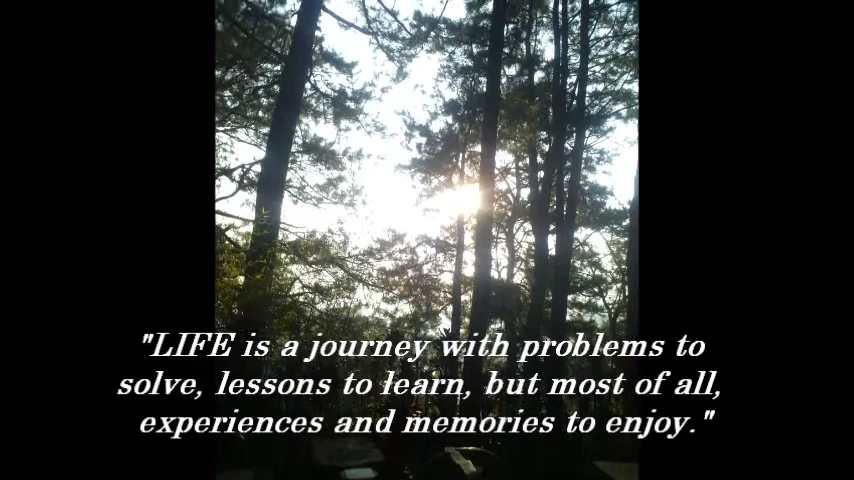 "LIFE is a journey with problems to
solve, lessons to learn, but most of all,
experiences and memories to enjoy."